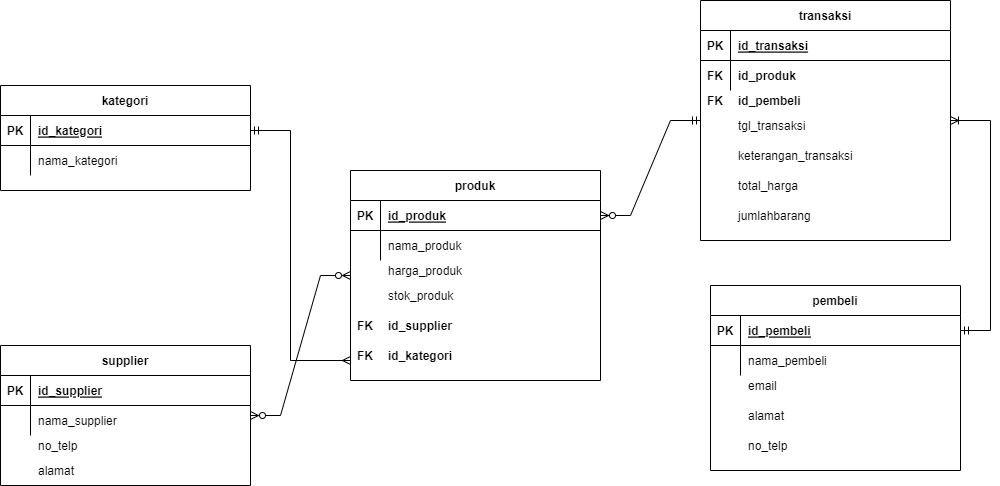 kategori
PK id_kategori
nama_kategori
supplier
PK id_supplier
nama_supplier
no_telp
alamat
produk
PK id_produk
nama_produk
harga_produk
stok_produk
FK id_supplier
FK id_kategori
transaksi
PK id_transaksi
FK id_produk
FK id_pembeli
tgl_transaksi
keterangan_transaksi
total_harga
jumlahbarang
pembeli
PK id_pembeli
nama_pembeli
email
alamat
no_telp